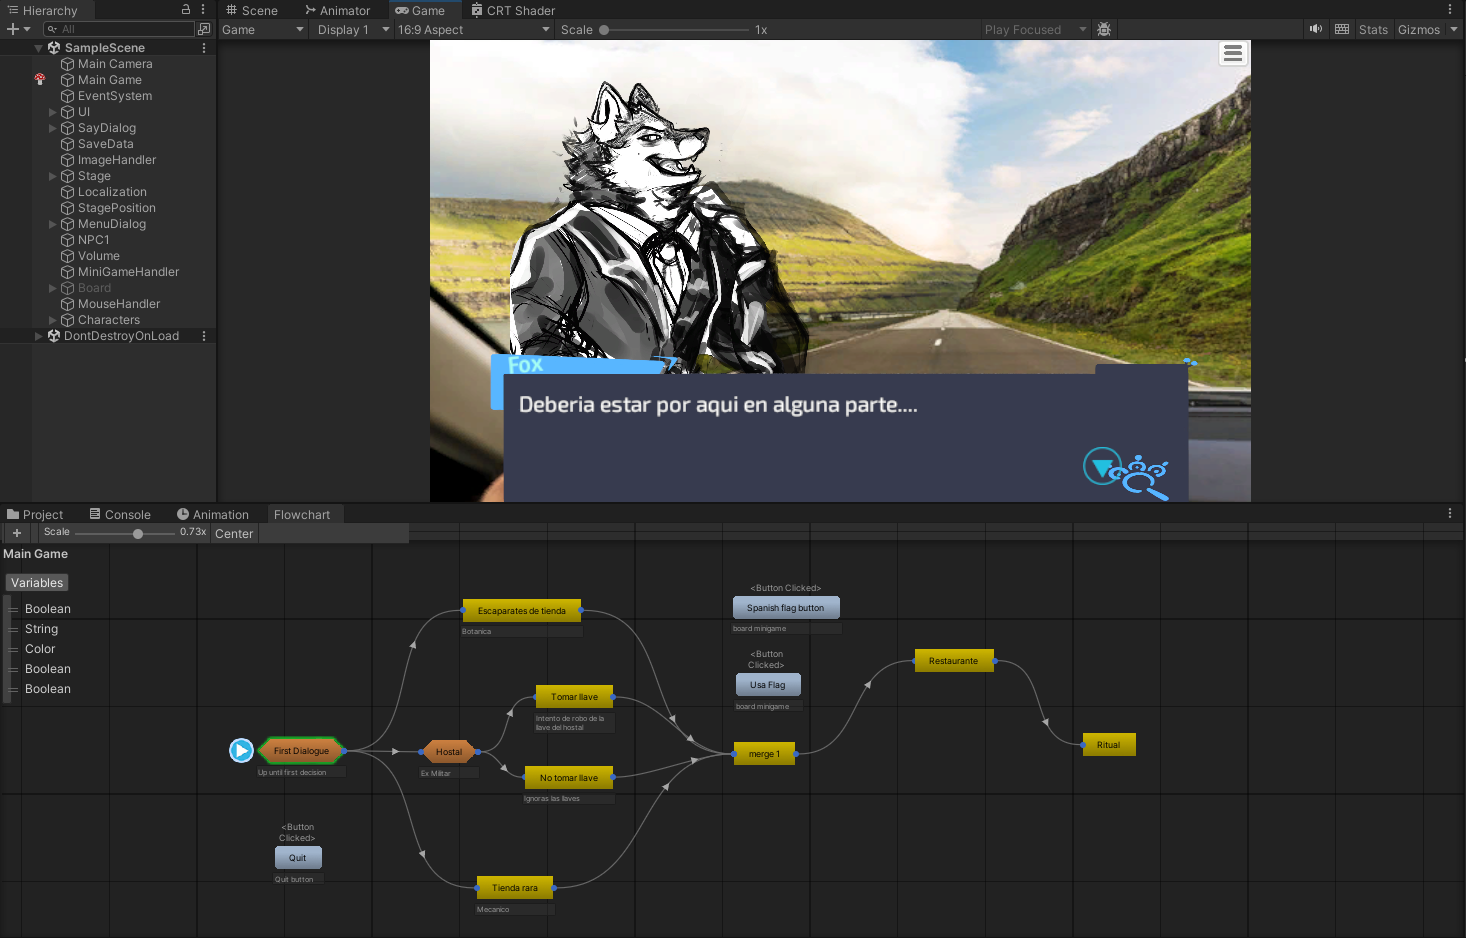 Hierarchy
Scene
Animator
Game
CRT Shader
All
Game
Display 1
16:9 Aspect
Scale
1x
Play Focused
Stats
Gizmos
SampleScene
Main Camera
Main Game
EventSystem
UI
SayDialog
SaveData
ImageHandler
Stage
Localization
StagePosition
MenuDialog
NPC1
Volume
MiniGameHandler
Board
MouseHandler
Characters
DontDestroyOnLoad
Fox
Deberia estar por aqui en alguna parte....
Project
Console
Animation
Flowchart
Scale
0.73x
Center
Main Game
Variables
Boolean
String
Color
Boolean
Boolean
Escaparates de tienda
Botanica
<Button Clicked>
Spanish flag button
board minigame
<Button
Clicked>
Usa Flag
board minigame
Restaurante
Tomar llave
Intento de robo de la
llave del hostal
First Dialogue
Up until first decision
Hostal
Ex Militar
merge 1
Ritual
No tomar llave
Ignoras las llaves
<Button
Clicked>
Quit
Quit button
Tienda rara
Mecanico